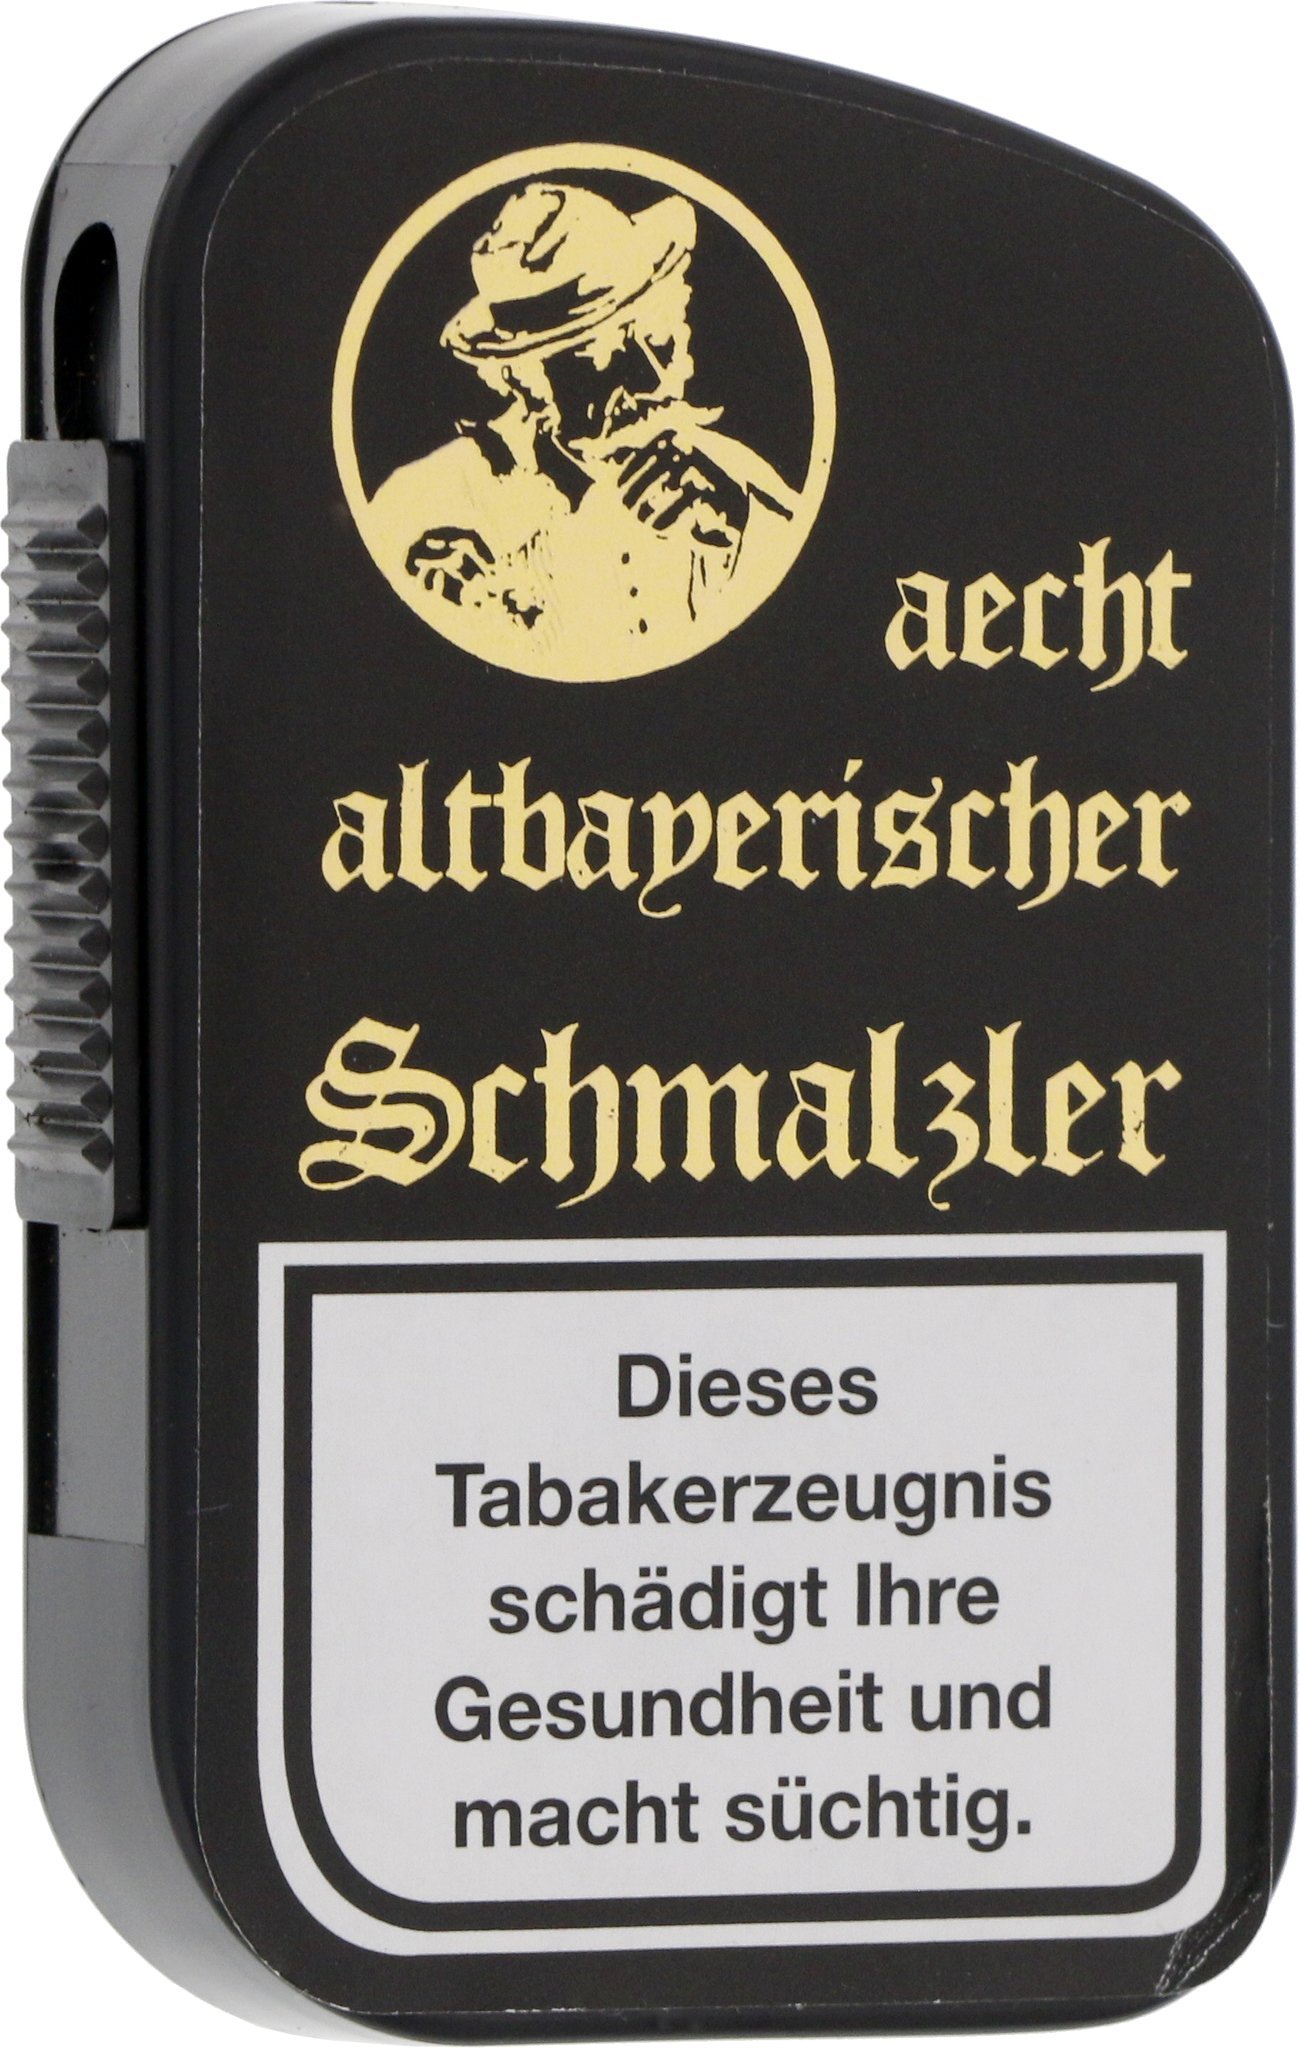 aecht
altbayerischer
Schmalzler
Dieses
Tabakerzeugnis
schädigt Ihre
Gesundheit und
macht süchtig.